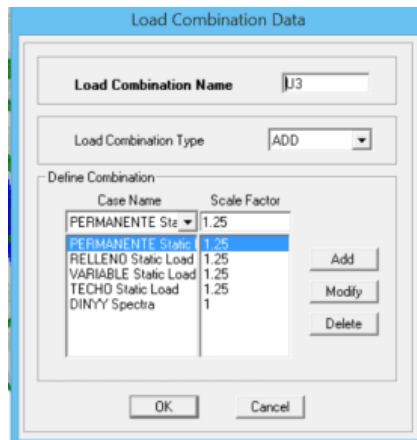 Load Combination Data
Load Combination Name U3
Load Combination Type ADD
Define Combination
Case Name Scale Factor
PERMANENTE Sta 1.25
PERMANENTE Static 1.25
RELLENO Static Load 1.25
VARIABLE Static Load 1.25
TECHO Static Load 1.25
DINYY Spectra 1
Add
Modify
Delete
OK Cancel